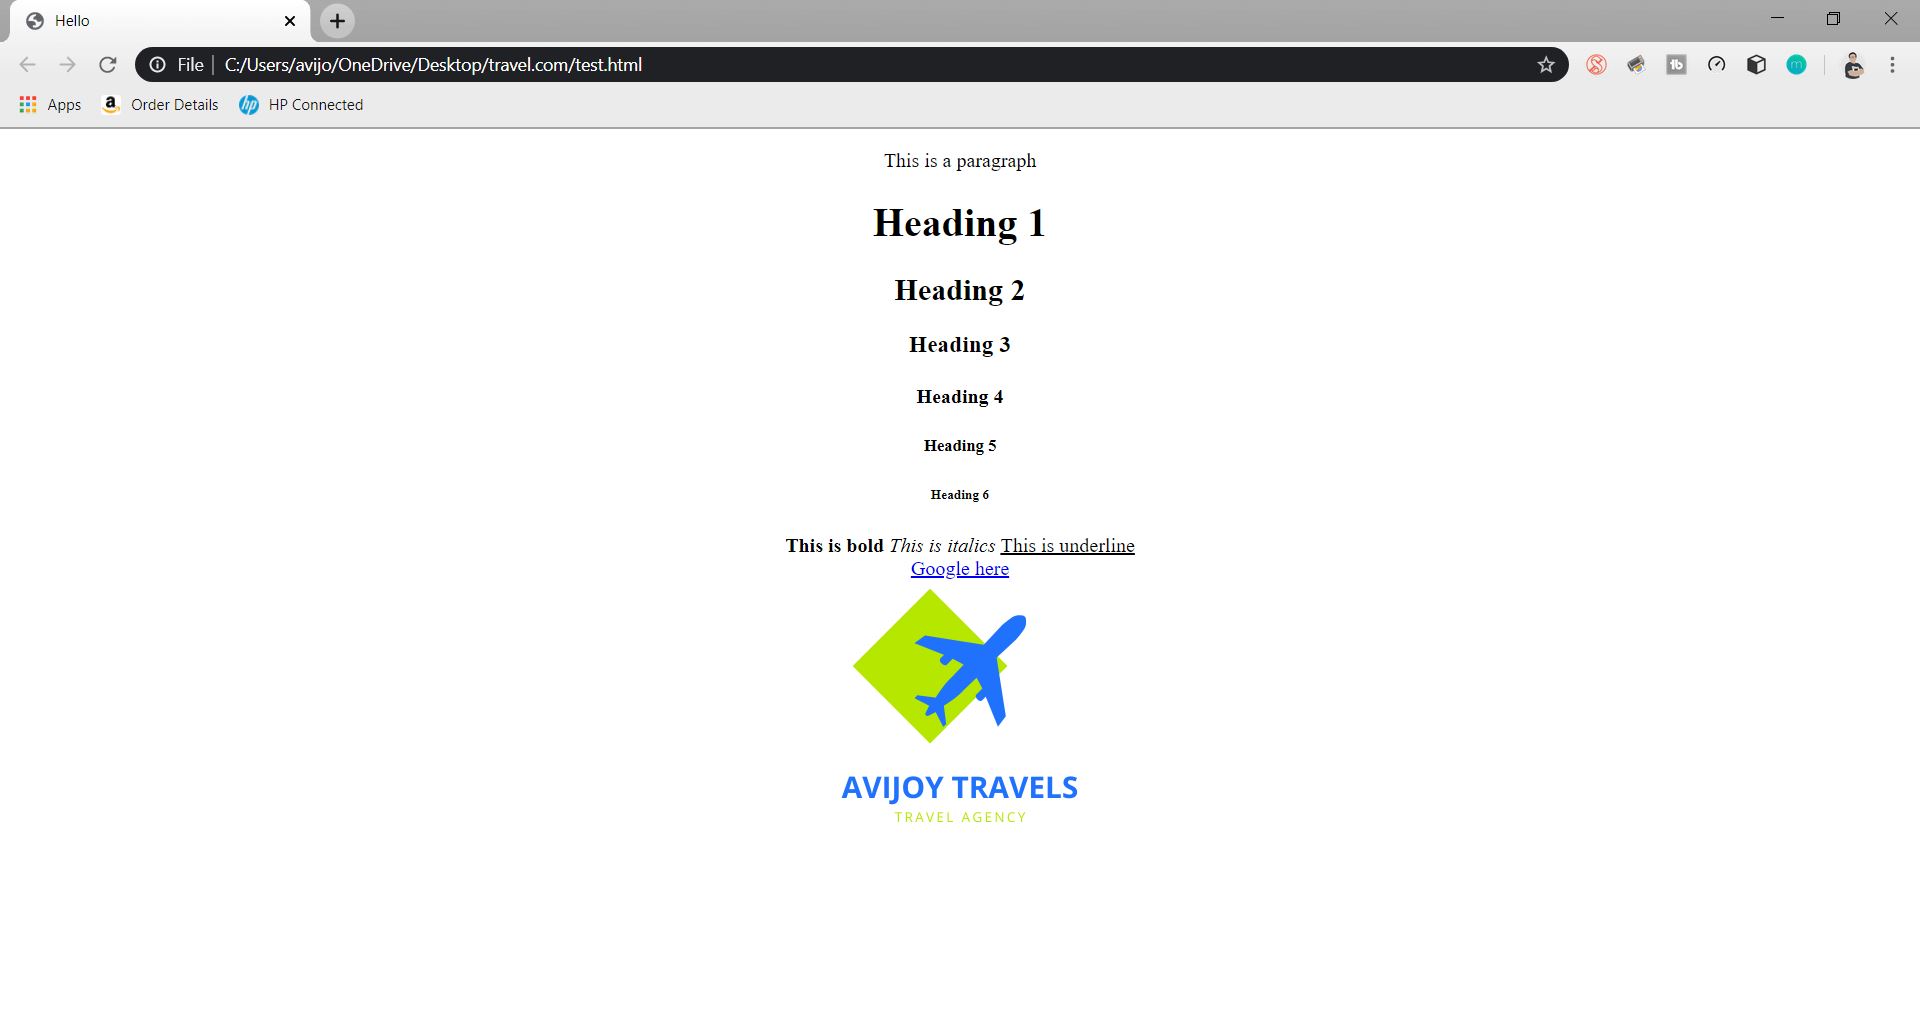 Hello
File C:/Users/avijo/OneDrive/Desktop/travel.com/test.html
Apps Order Details HP Connected
This is a paragraph
Heading 1
Heading 2
Heading 3
Heading 4
Heading 5
Heading 6
This is bold This is italics This is underline
Google here
AVIJOY TRAVELS
TRAVEL AGENCY